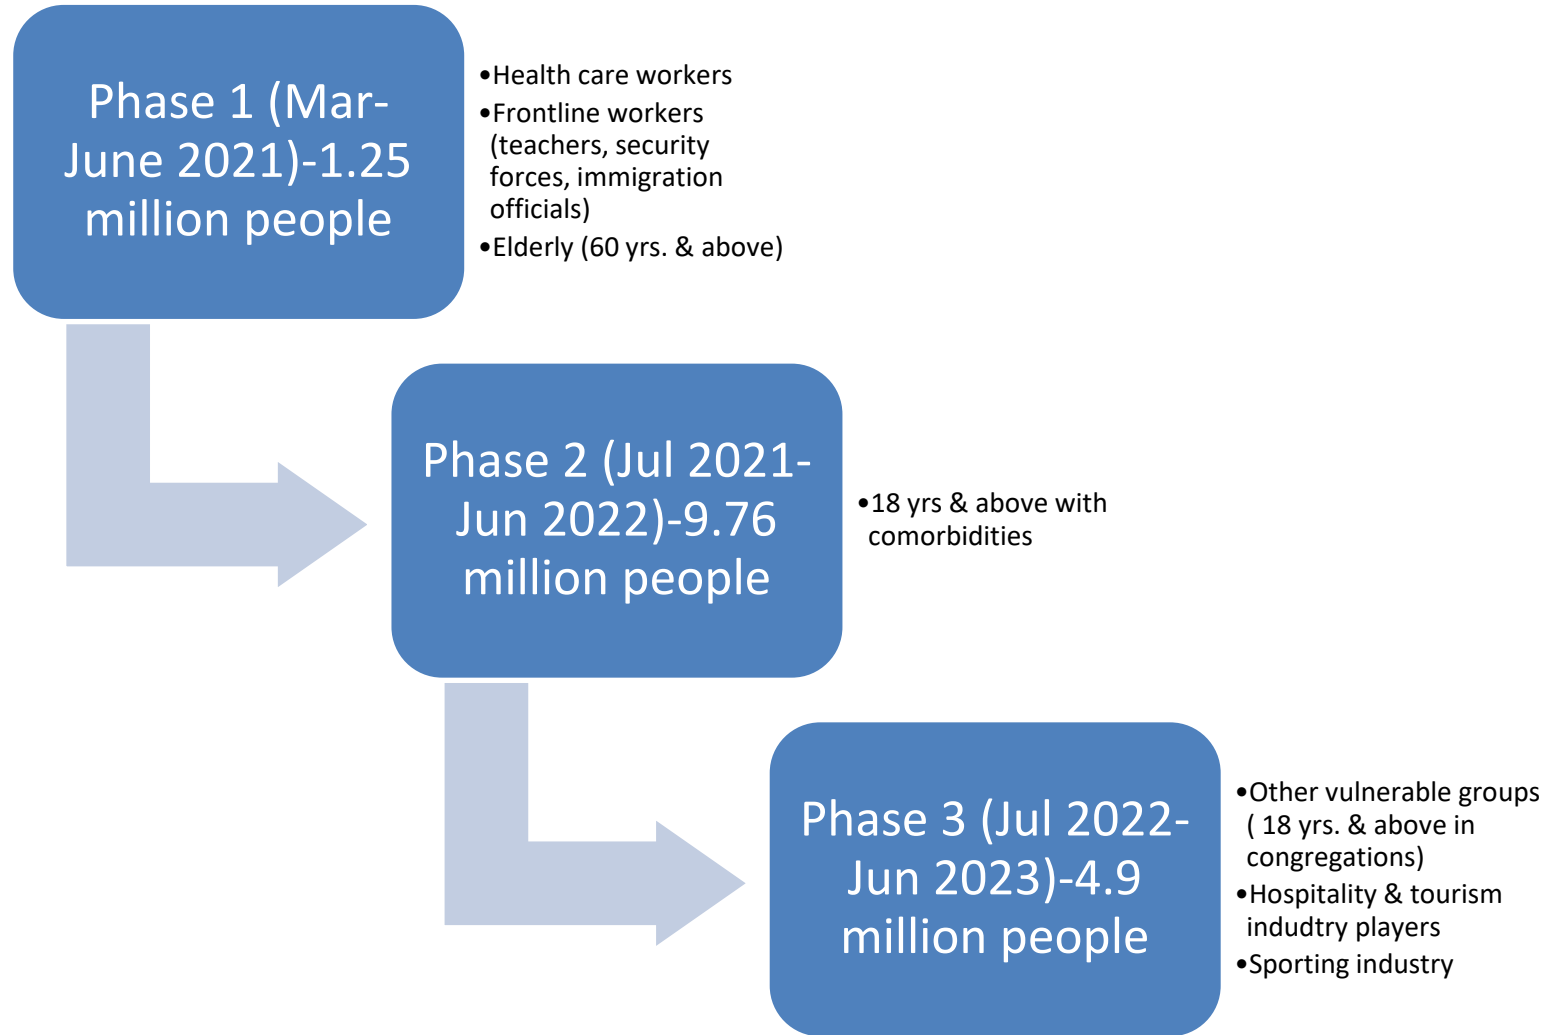 Phase 1 (Mar-
June 2021)-1.25
million people
•Health care workers
•Frontline workers
(teachers, security
forces, immigration
officials)
•Elderly (60 yrs. & above)
Phase 2 (Jul 2021-
Jun 2022)-9.76
million people
•18 yrs & above with
comorbidities
Phase 3 (Jul 2022-
Jun 2023)-4.9
million people
•Other vulnerable groups
( 18 yrs. & above in
congregations)
•Hospitality & tourism
indudtry players
•Sporting industry